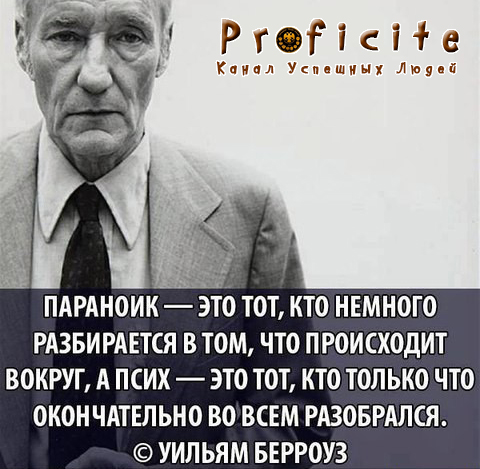 Proficite
Канал Успешных Людей
ПАРАНОИК — ЭТО ТОТ, КТО НЕМНОГО
РАЗБИРАЕТСЯ В ТОМ, ЧТО ПРОИСХОДИТ
ВОКРУГ, А ПСИХ — ЭТО ТОТ, КТО ТОЛЬКО ЧТО
ОКОНЧАТЕЛЬНО ВО ВСЕМ РАЗОБРАЛСЯ.
© УИЛЬЯМ БЕРРОУЗ